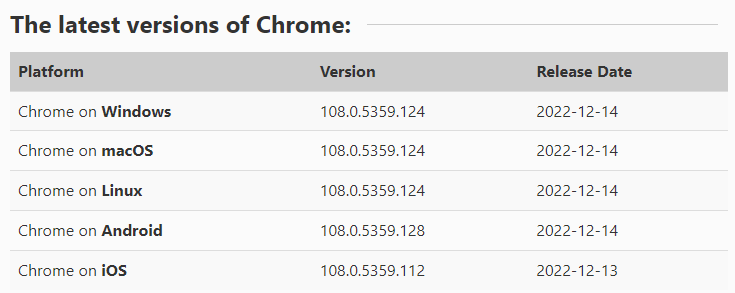 The latest versions of Chrome:
Platform Version Release Date
Chrome on Windows 108.0.5359.124 2022-12-14
Chrome on macOS 108.0.5359.124 2022-12-14
Chrome on Linux 108.0.5359.124 2022-12-14
Chrome on Android 108.0.5359.128 2022-12-14
Chrome on iOS 108.0.5359.112 2022-12-13